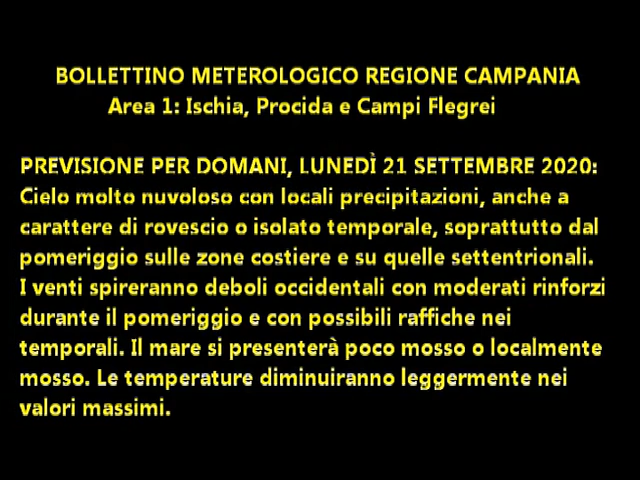 BOLLETTINO METEROLOGICO REGIONE CAMPANIA
Area 1: Ischia, Procida e Campi Flegrei
PREVISIONE PER DOMANI, LUNEDÌ 21 SETTEMBRE 2020:
Cielo molto nuvoloso con locali precipitazioni, anche a
carattere di rovescio o isolato temporale, soprattutto dal
pomeriggio sulle zone costiere e su quelle settentrionali.
I venti spireranno deboli occidentali con moderati rinforzi
durante il pomeriggio e con possibili raffiche nei
temporali. Il mare si presenterà poco mosso o localmente
mosso. Le temperature diminuiranno leggermente nei
valori massimi.